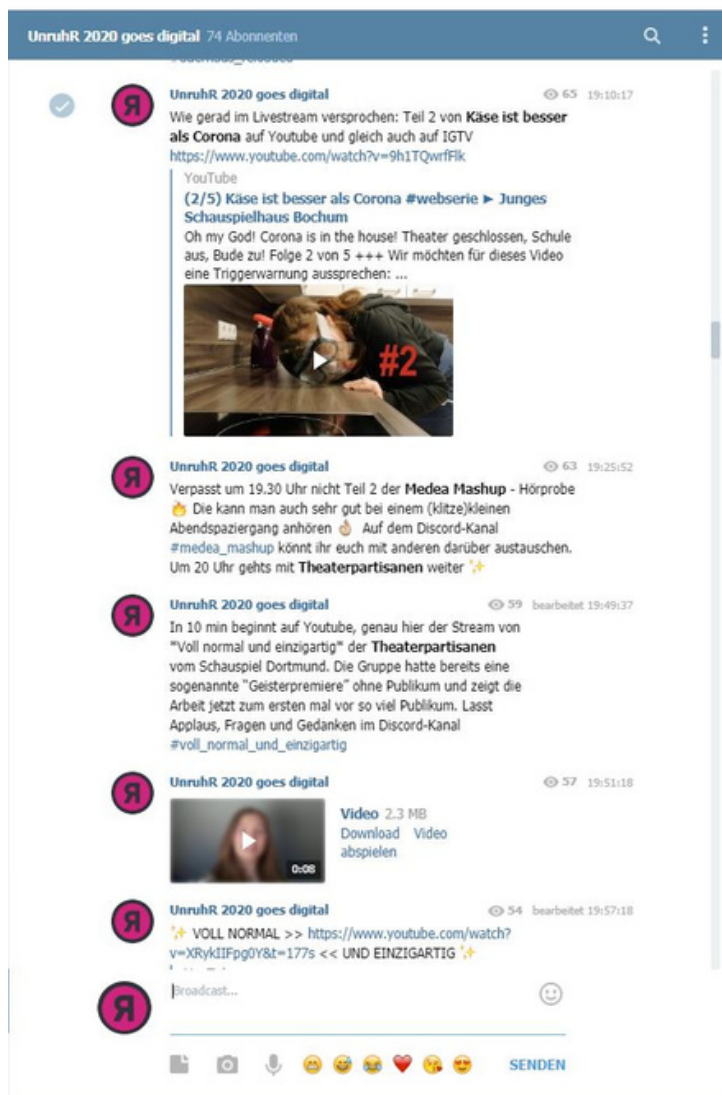 UnruhR 2020 goes digital 74 Abonnenten
UnruhR 2020 goes digital 65 19:10:17
Wie gerad im Livestream versprochen: Teil 2 von Käse ist besser
als Corona auf Youtube und gleich auch auf IGTV
https://www.youtube.com/watch?v=9h1TQwrfFlk
YouTube
(2/5) Käse ist besser als Corona #webserie ► Junges
Schauspielhaus Bochum
Oh my God! Corona is in the house! Theater geschlossen, Schule
aus, Bude zu! Folge 2 von 5 +++ Wir möchten für dieses Video
eine Triggerwarnung aussprechen: ...
#2
UnruhR 2020 goes digital 63 19:25:52
Verpasst um 19.30 Uhr nicht Teil 2 der Medea Mashup - Hörprobe
🔥 Die kann man auch sehr gut bei einem (klitze)kleinen
Abendspaziergang anhören 👌 Auf dem Discord-Kanal
#medea_mashup könnt ihr euch mit anderen darüber austauschen.
Um 20 Uhr gehts mit Theaterpartisanen weiter ✨
UnruhR 2020 goes digital 59 bearbeitet 19:49:37
In 10 min beginnt auf Youtube, genau hier der Stream von
"Voll normal und einzigartig" der Theaterpartisanen
vom Schauspiel Dortmund. Die Gruppe hatte bereits eine
sogenannte "Geisterpremiere" ohne Publikum und zeigt die
Arbeit jetzt zum ersten mal vor so viel Publikum. Lasst
Applaus, Fragen und Gedanken im Discord-Kanal
#voll_normal_und_einzigartig
UnruhR 2020 goes digital 57 19:51:18
Video 2.3 MB
Download Video
abspielen
0:08
UnruhR 2020 goes digital 54 bearbeitet 19:57:18
✨ VOLL NORMAL >> https://www.youtube.com/watch?
v=XRykIIFpg0Y&t=177s << UND EINZIGARTIG ✨
Broadcast...
😁 😅 😂 ❤️ 😘 😍 SENDEN